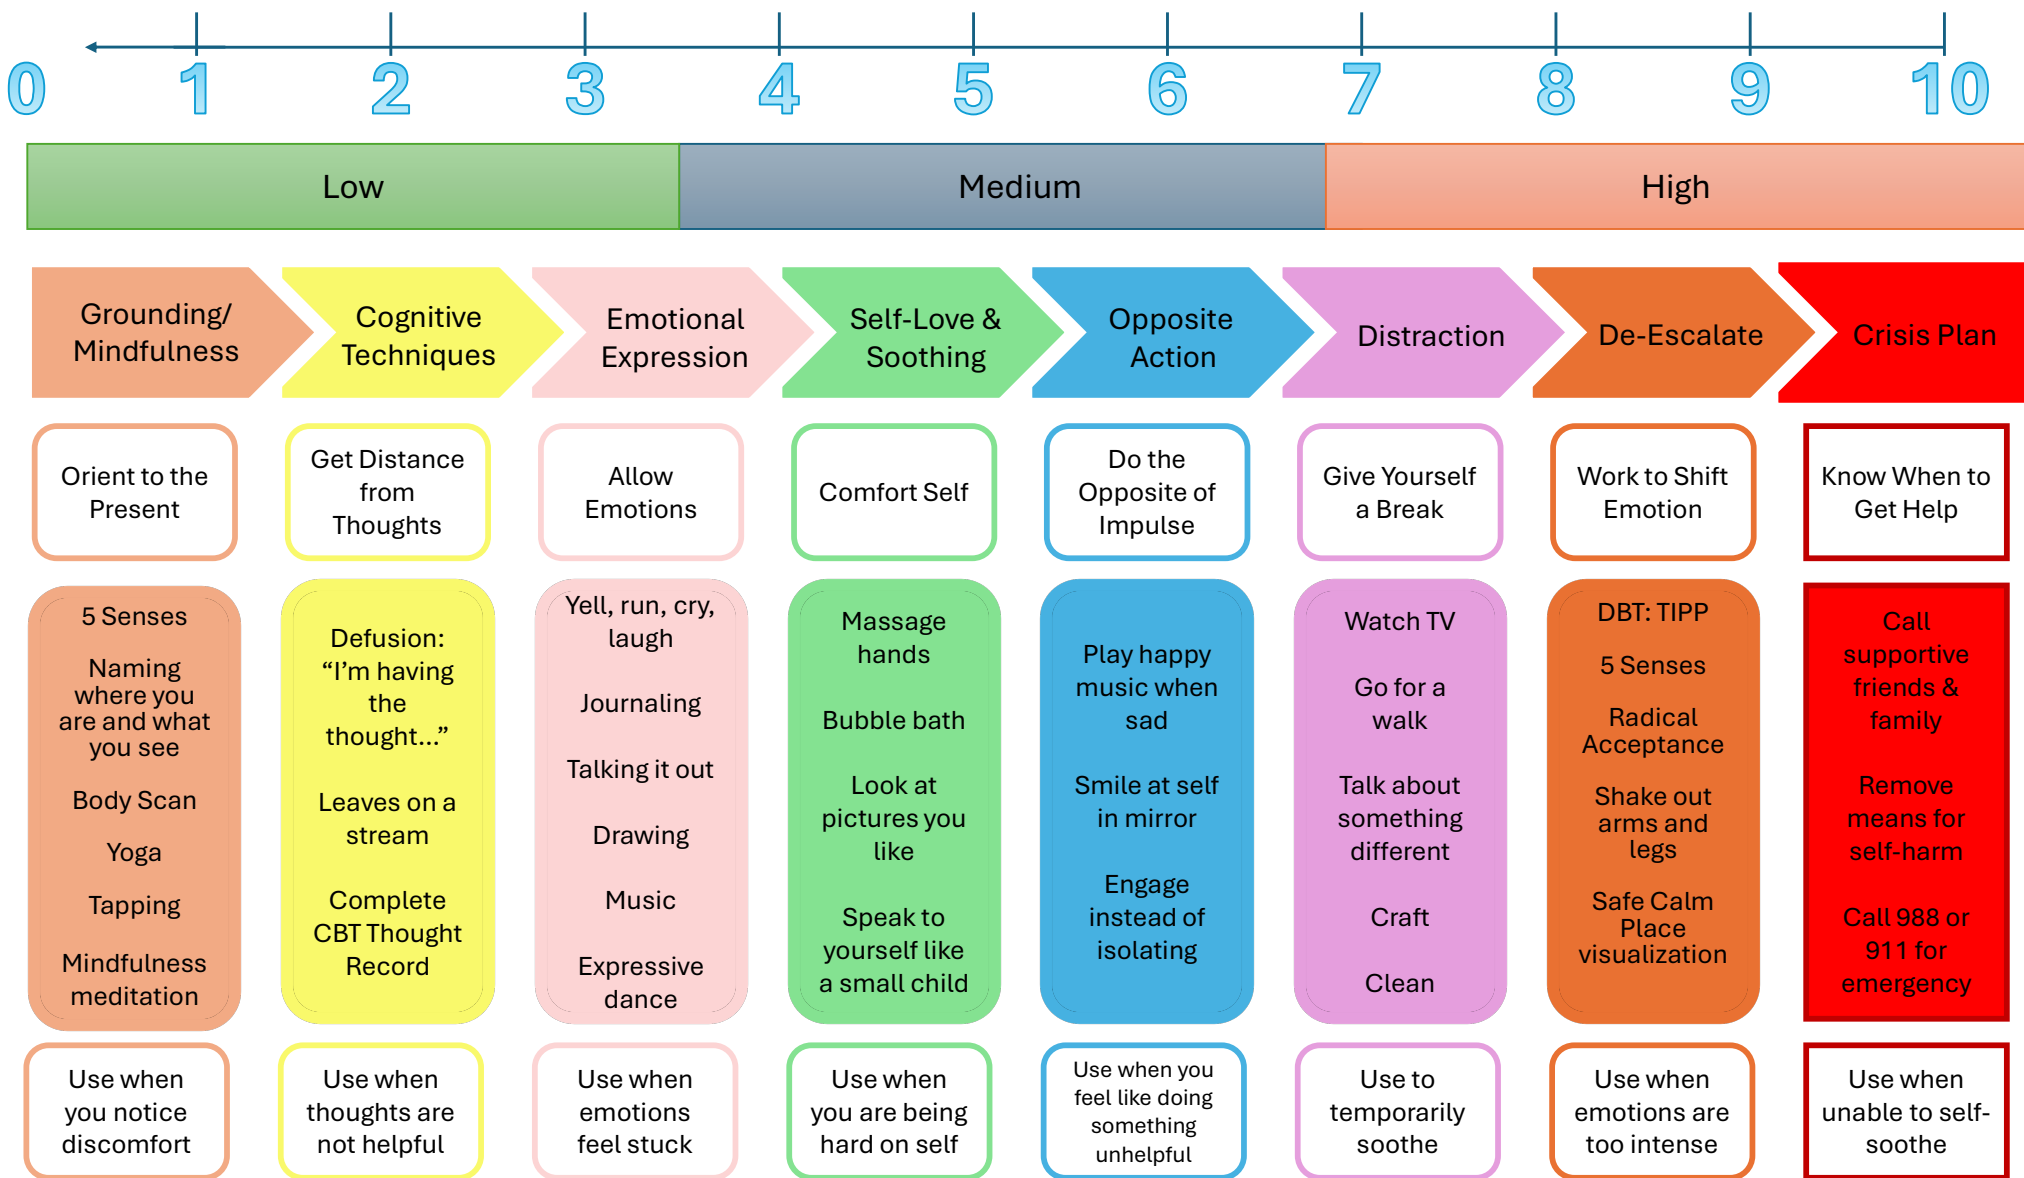 0 1 2 3 4 5 6 7 8 9 10
Low Medium High
Grounding/
Mindfulness
Cognitive
Techniques
Emotional
Expression
Self-Love &
Soothing
Opposite
Action
Distraction
De-Escalate
Crisis Plan
Orient to the
Present
Get Distance
from
Thoughts
Allow
Emotions
Comfort Self
Do the
Opposite of
Impulse
Give Yourself
a Break
Work to Shift
Emotion
Know When to
Get Help
5 Senses
Naming
where you
are and what
you see
Body Scan
Yoga
Tapping
Mindfulness
meditation
Defusion:
“I’m having
the
thought...”
Leaves on a
stream
Complete
CBT Thought
Record
Yell, run, cry,
laugh
Journaling
Talking it out
Drawing
Music
Expressive
dance
Massage
hands
Bubble bath
Look at
pictures you
like
Speak to
yourself like
a small child
Play happy
music when
sad
Smile at self
in mirror
Engage
instead of
isolating
Watch TV
Go for a
walk
Talk about
something
different
Craft
Clean
DBT: TIPP
5 Senses
Radical
Acceptance
Shake out
arms and
legs
Safe Calm
Place
visualization
Call
supportive
friends &
family
Remove
means for
self-harm
Call 988 or
911 for
emergency
Use when
you notice
discomfort
Use when
thoughts are
not helpful
Use when
emotions
feel stuck
Use when
you are being
hard on self
Use when you
feel like doing
something
unhelpful
Use to
temporarily
soothe
Use when
emotions are
too intense
Use when
unable to self-
soothe